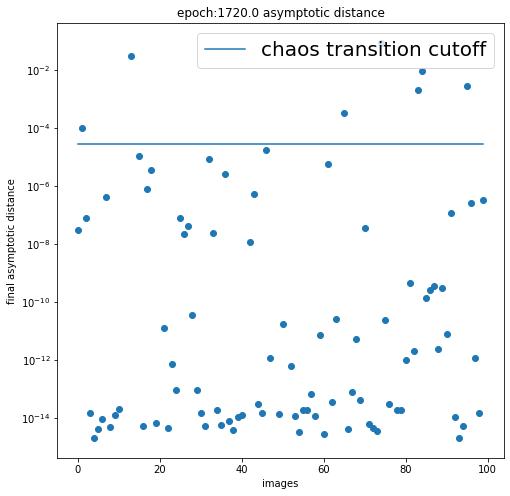 epoch:1720.0 asymptotic distance
chaos transition cutoff
final asymptotic distance
10⁻²
10⁻⁴
10⁻⁶
10⁻⁸
10⁻¹⁰
10⁻¹²
10⁻¹⁴
0 20 40 60 80 100
images